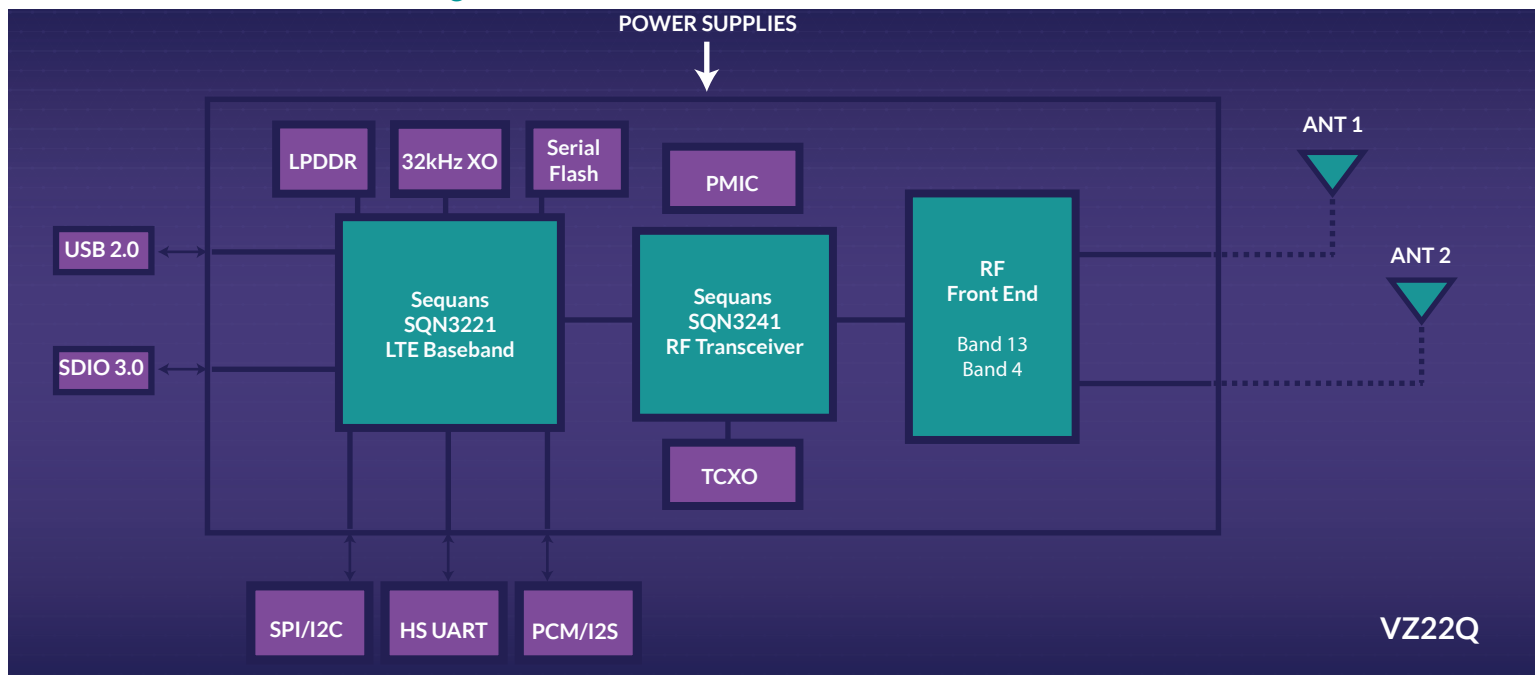 POWER SUPPLIES
ANT 1
LPDDR
32kHz XO
Serial
Flash
PMIC
USB 2.0
ANT 2
Sequans
SQN3221
LTE Baseband
Sequans
SQN3241
RF Transceiver
RF
Front End
Band 13
Band 4
SDIO 3.0
TCXO
SPI/I2C
HS UART
PCM/I2S
VZ22Q